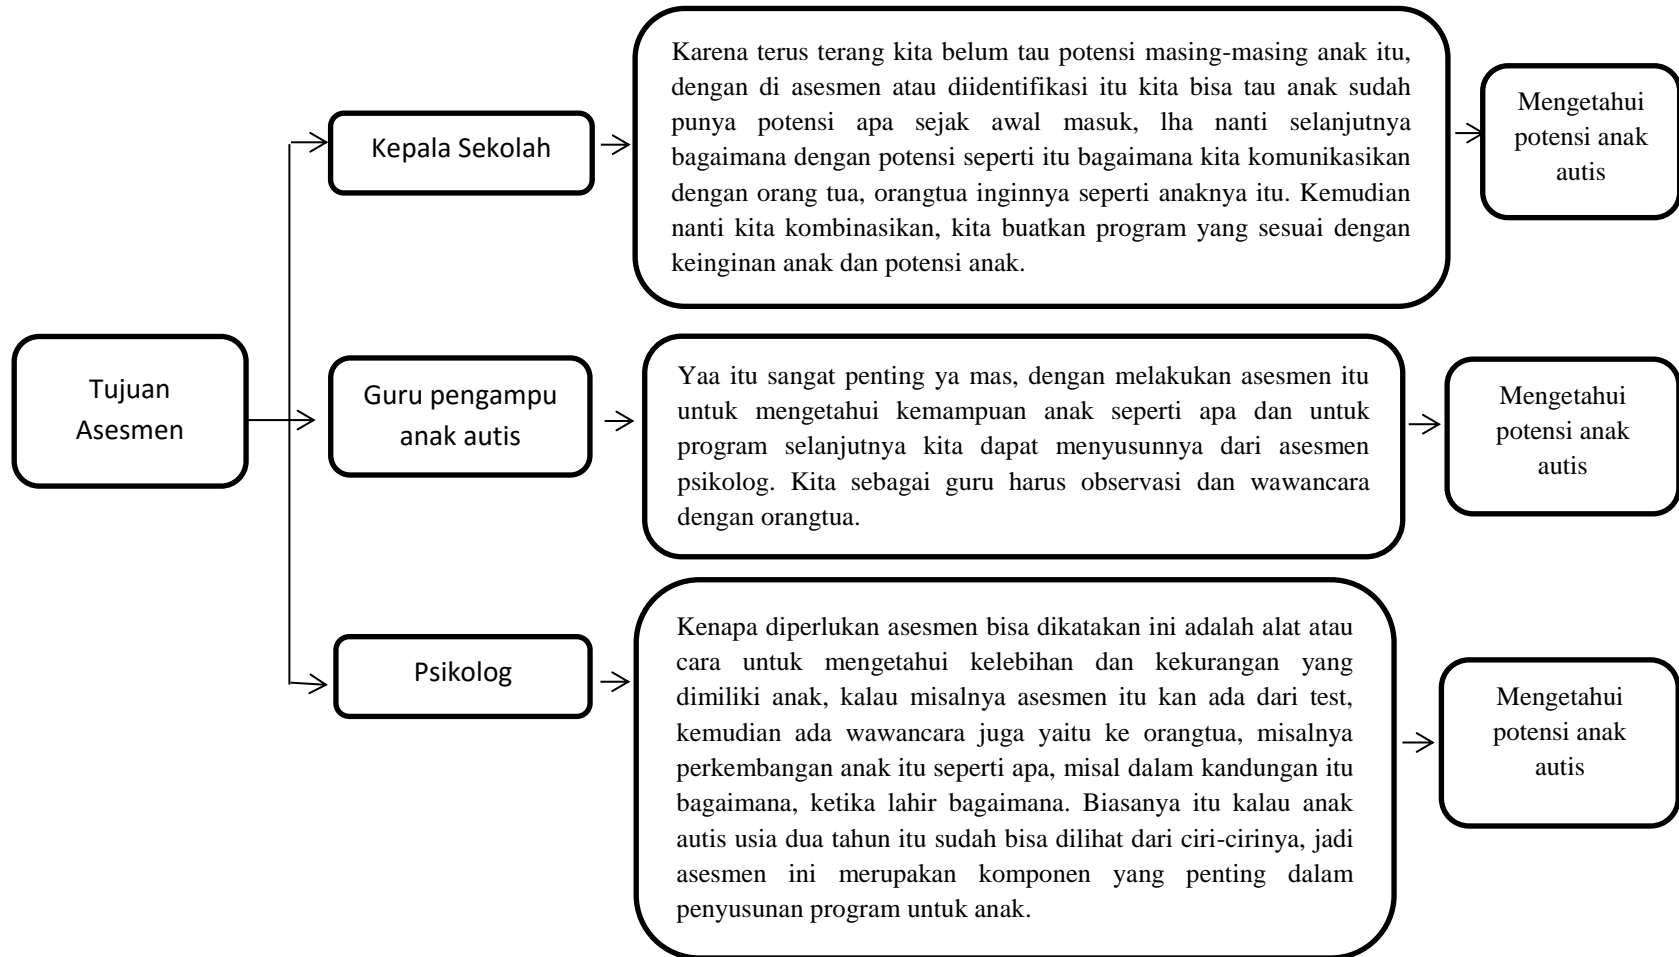 Tujuan
Asesmen
Kepala Sekolah
Karena terus terang kita belum tau potensi masing-masing anak itu,
dengan di asesmen atau diidentifikasi itu kita bisa tau anak sudah
punya potensi apa sejak awal masuk, lha nanti selanjutnya
bagaimana dengan potensi seperti itu bagaimana kita komunikasikan
dengan orang tua, orangtua inginnya seperti anaknya itu. Kemudian
nanti kita kombinasikan, kita buatkan program yang sesuai dengan
keinginan anak dan potensi anak.
Mengetahui
potensi anak
autis
Guru pengampu
anak autis
Yaa itu sangat penting ya mas, dengan melakukan asesmen itu
untuk mengetahui kemampuan anak seperti apa dan untuk
program selanjutnya kita dapat menyusunnya dari asesmen
psikolog. Kita sebagai guru harus observasi dan wawancara
dengan orangtua.
Mengetahui
potensi anak
autis
Psikolog
Kenapa diperlukan asesmen bisa dikatakan ini adalah alat atau
cara untuk mengetahui kelebihan dan kekurangan yang
dimiliki anak, kalau misalnya asesmen itu kan ada dari test,
kemudian ada wawancara juga yaitu ke orangtua, misalnya
perkembangan anak itu seperti apa, misal dalam kandungan itu
bagaimana, ketika lahir bagaimana. Biasanya itu kalau anak
autis usia dua tahun itu sudah bisa dilihat dari ciri-cirinya, jadi
asesmen ini merupakan komponen yang penting dalam
penyusunan program untuk anak.
Mengetahui
potensi anak
autis